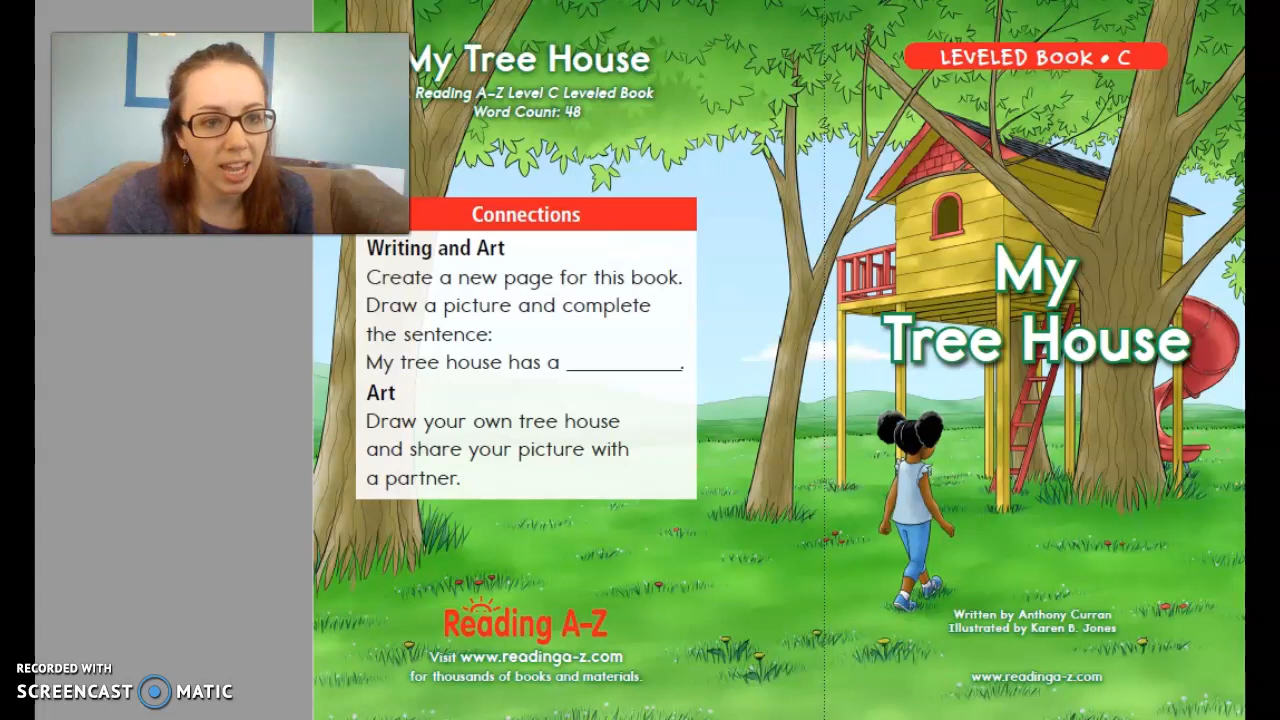 My Tree House
Reading A–Z Level C Leveled Book
Word Count: 48
Connections
Writing and Art
Create a new page for this book.
Draw a picture and complete
the sentence:
My tree house has a __________.
Art
Draw your own tree house
and share your picture with
a partner.
Reading A–Z
Visit www.readinga-z.com
for thousands of books and materials.
LEVELED BOOK • C
My
Tree House
Written by Anthony Curran
Illustrated by Karen B. Jones
www.readinga-z.com
RECORDED WITH
SCREENCAST MATIC